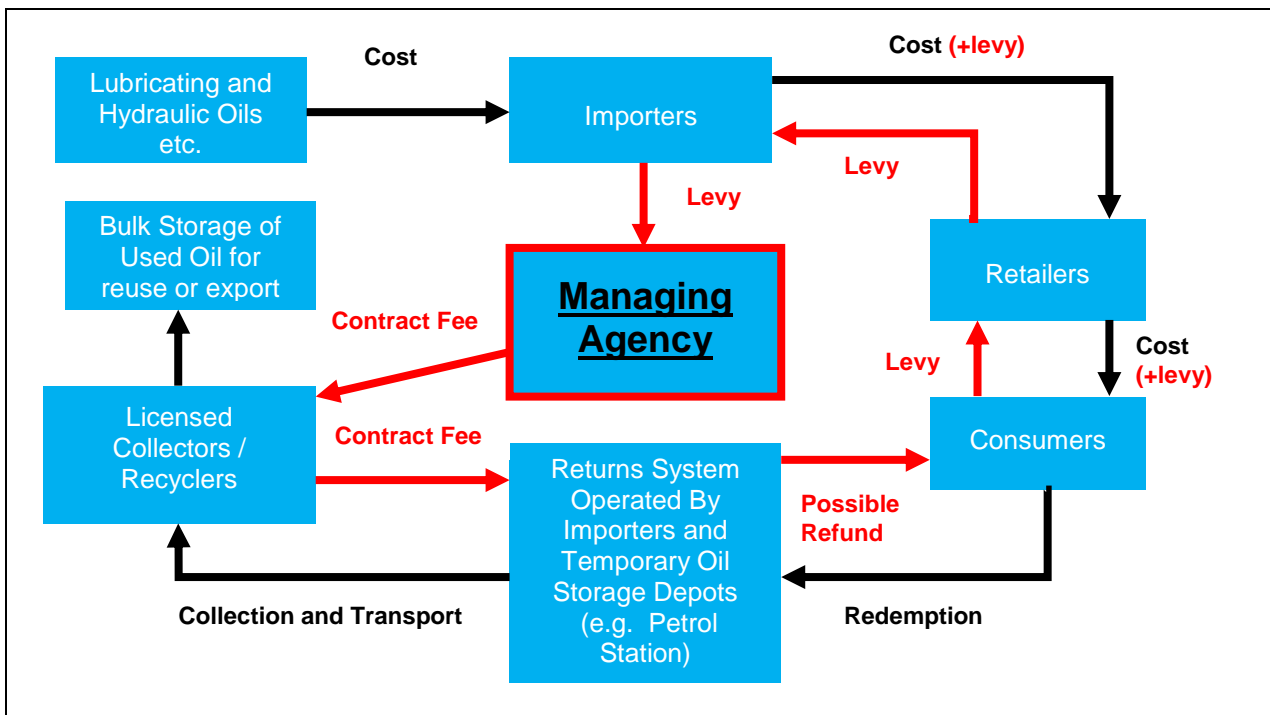 Cost
Cost (+levy)
Lubricating and
Hydraulic Oils
etc.
Importers
Levy
Levy
Bulk Storage of
Used Oil for
reuse or export
Retailers
Managing
Agency
Contract Fee
Levy
Cost
(+levy)
Licensed
Collectors /
Recyclers
Contract Fee
Consumers
Returns System
Operated By
Importers and
Temporary Oil
Storage Depots
(e.g. Petrol
Station)
Possible
Refund
Collection and Transport
Redemption